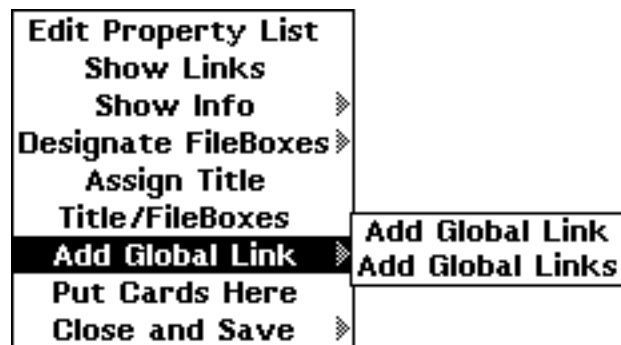 Edit Property List
Show Links
Show Info
Designate FileBoxes
Assign Title
Title/FileBoxes
Add Global Link
Put Cards Here
Close and Save
Add Global Link
Add Global Links